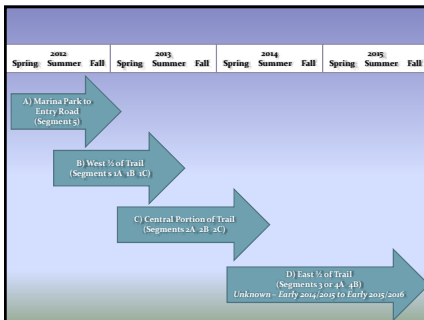 2012 2013 2014 2015
Spring Summer Fall Spring Summer Fall Spring Summer Fall Spring Summer Fall
A) Marina Park to
Entry Road
(Segment 5)
B) West ½ of Trail
(Segments 1A 1B 1C)
C) Central Portion of Trail
(Segments 2A 2B 2C)
D) East ½ of Trail
(Segments 3 or 4A 4B)
Unknown – Early 2014/2015 to Early 2015/2016